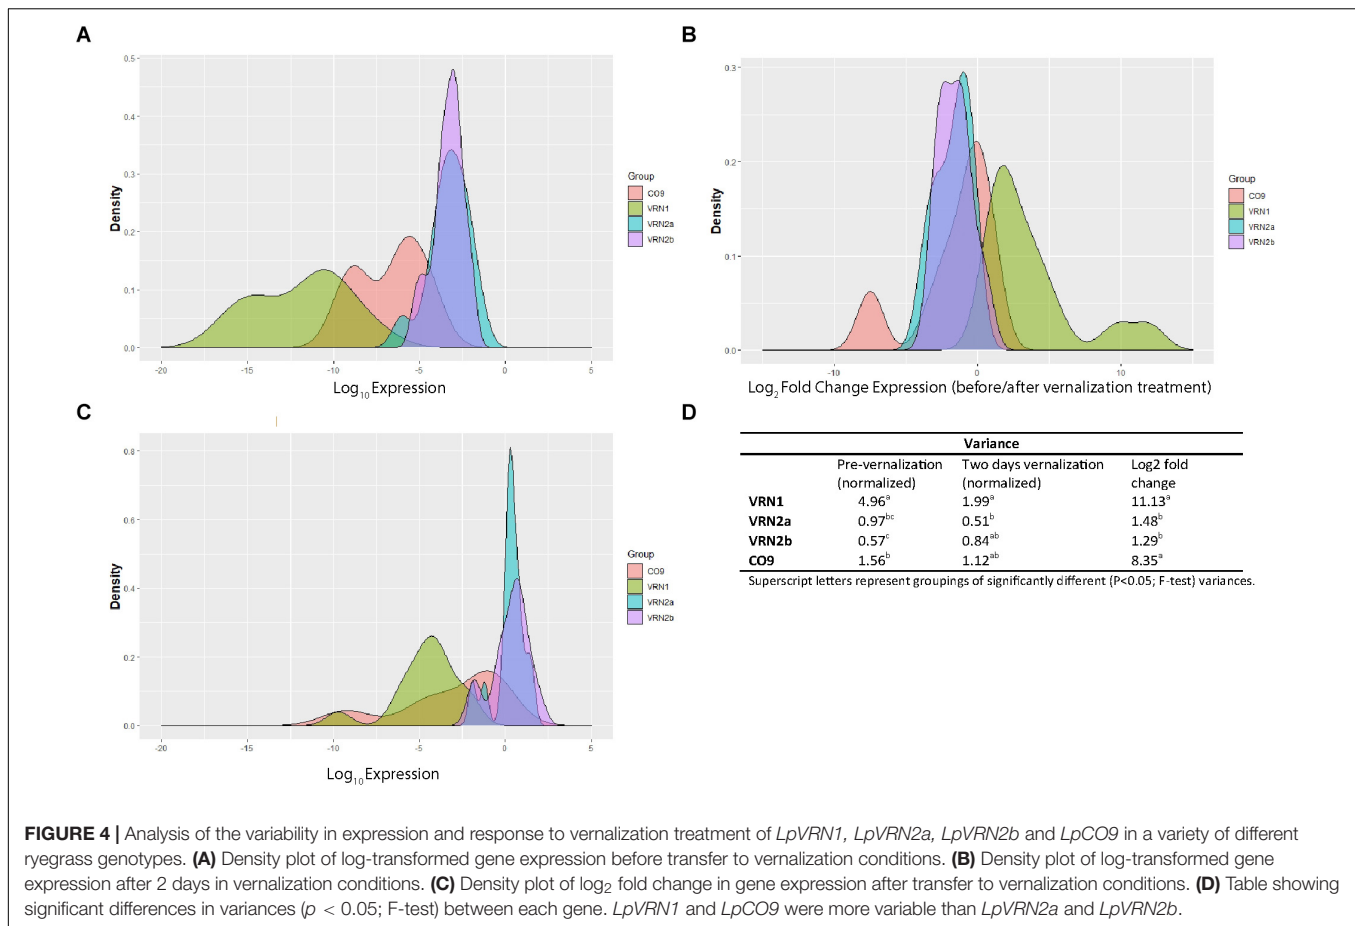 A
0.5
0.4
0.3
0.2
0.1
0.0
Density
-20
-15
-10
-5
0
5
Log10 Expression
Group
CO9
VRN1
VRN2a
VRN2b
B
0.3
0.2
0.1
0.0
Density
-10
0
10
Log2 Fold Change Expression (before/after vernalization treatment)
Group
CO9
VRN1
VRN2a
VRN2b
C
0.8
0.6
0.4
0.2
0.0
Density
-20
-15
-10
-5
0
5
Log10 Expression
Group
CO9
VRN1
VRN2a
VRN2b
D
Variance
Pre-vernalization Two days vernalization Log2 fold
(normalized) (normalized) change
VRN1 4.96a 1.99a 11.13a
VRN2a 0.97bc 0.51b 1.48b
VRN2b 0.57c 0.84ab 1.29b
CO9 1.56b 1.12ab 8.35a
Superscript letters represent groupings of significantly different (P<0.05; F-test) variances.
FIGURE 4 | Analysis of the variability in expression and response to vernalization treatment of LpVRN1, LpVRN2a, LpVRN2b and LpCO9 in a variety of different
ryegrass genotypes. (A) Density plot of log-transformed gene expression before transfer to vernalization conditions. (B) Density plot of log-transformed gene
expression after 2 days in vernalization conditions. (C) Density plot of log2 fold change in gene expression after transfer to vernalization conditions. (D) Table showing
significant differences in variances (p < 0.05; F-test) between each gene. LpVRN1 and LpCO9 were more variable than LpVRN2a and LpVRN2b.